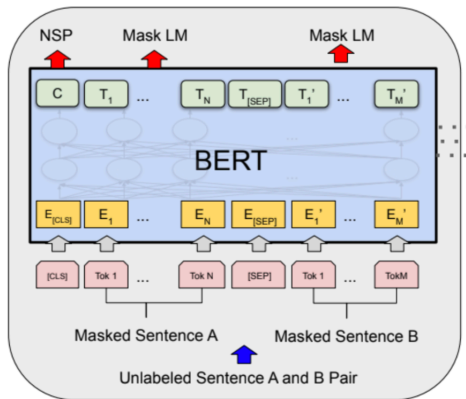 NSP Mask LM Mask LM
C T1 ... TN T[SEP] T1' ... TM'
...
BERT
...
E[CLS] E1 ... EN E[SEP] E1' ... EM'
[CLS] Tok 1 ... Tok N [SEP] Tok 1 ... TokM
Masked Sentence A Masked Sentence B
Unlabeled Sentence A and B Pair